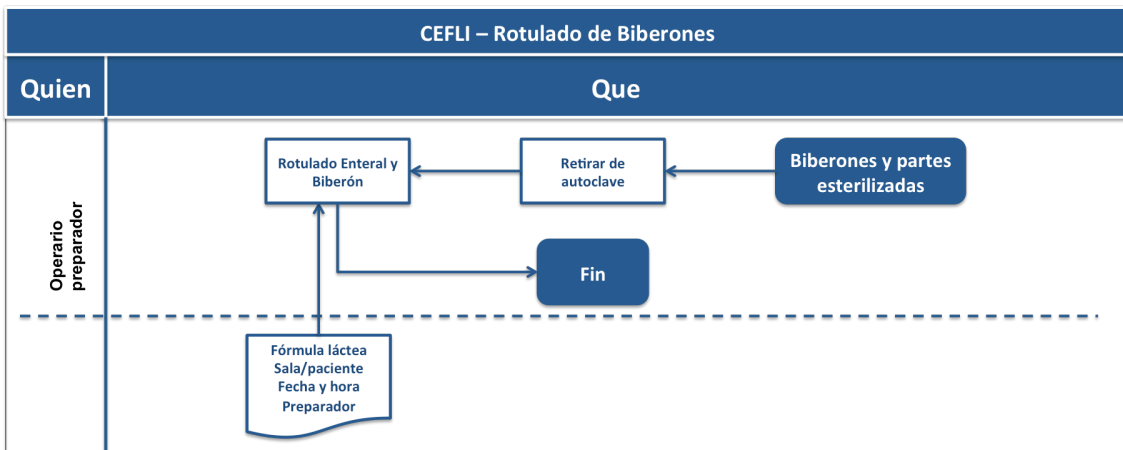 CEFLI – Rotulado de Biberones
Quien
Que
Operario
preparador
Rotulado Enteral y
Biberón
Retirar de
autoclave
Biberones y partes
esterilizadas
Fin
Fórmula láctea
Sala/paciente
Fecha y hora
Preparador